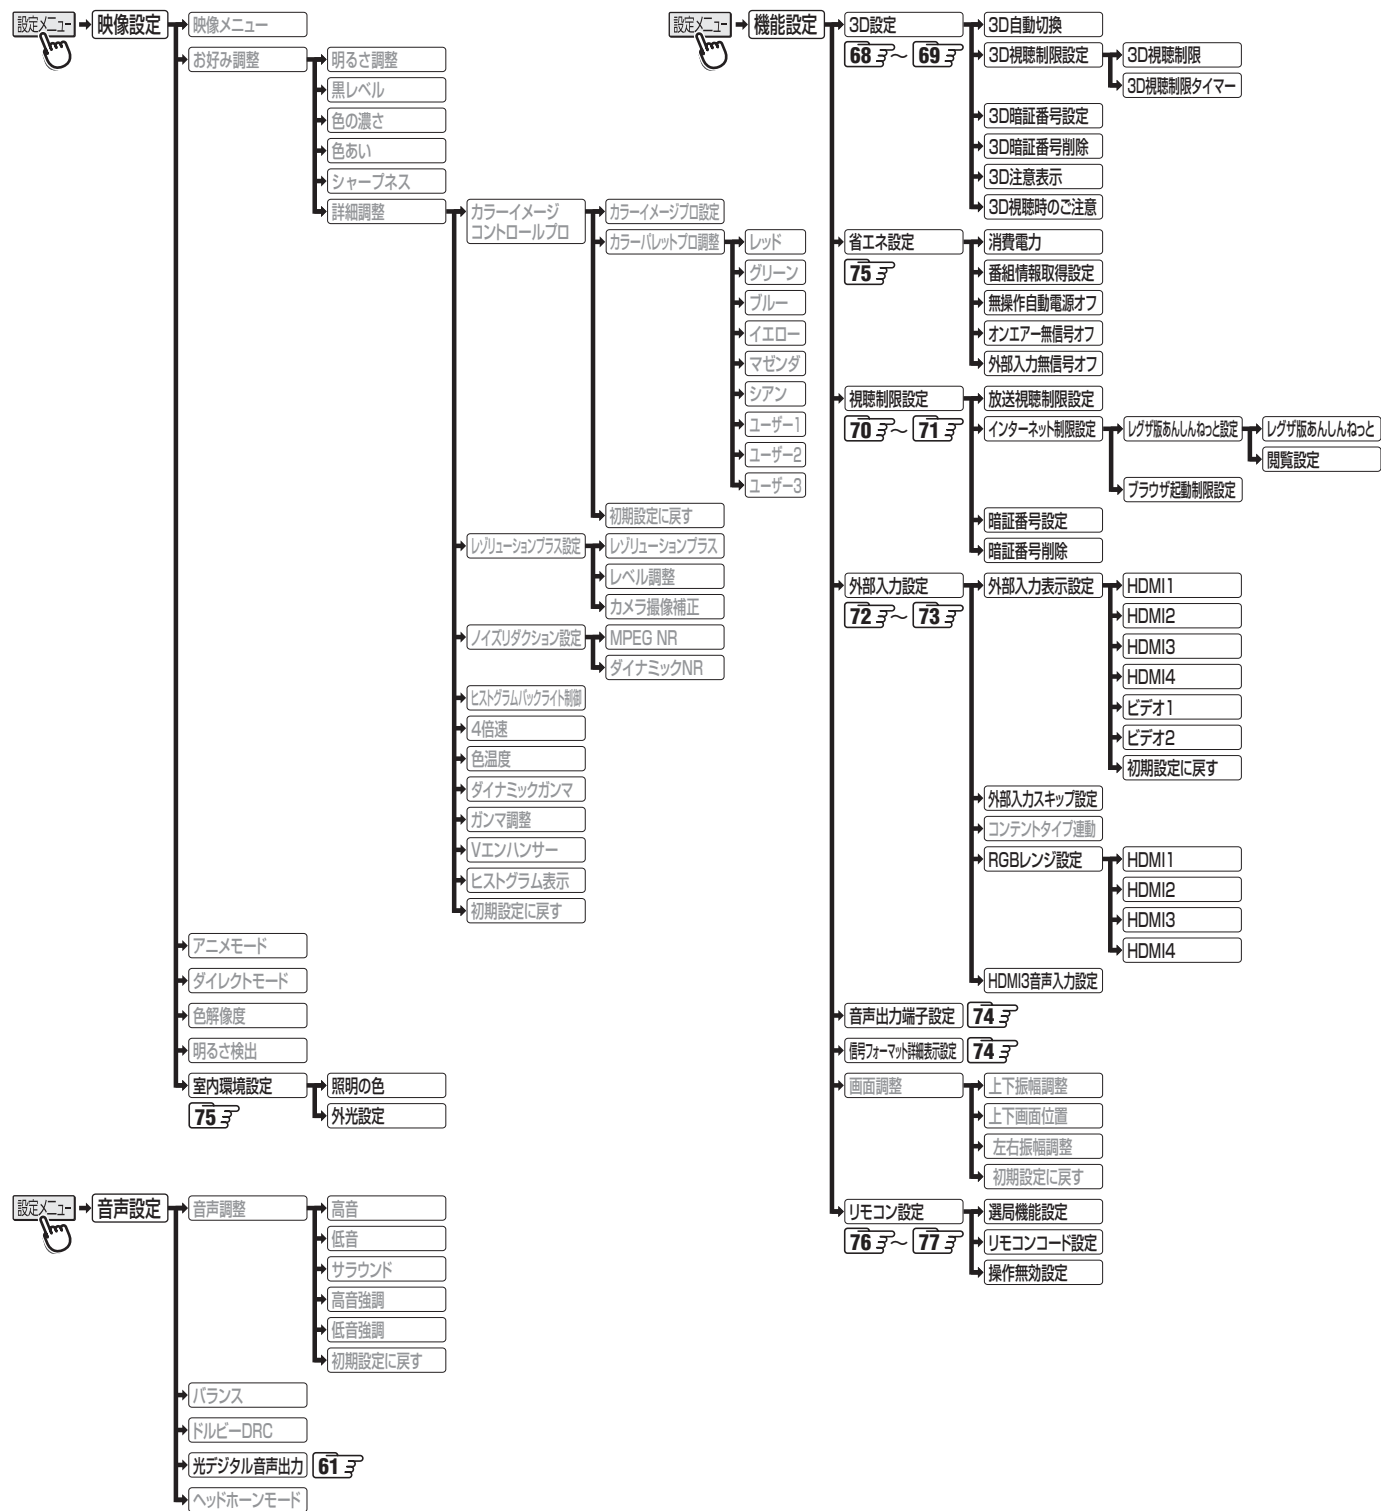 設定メニュー
映像設定
映像メニュー
お好み調整
明るさ調整
黒レベル
色の濃さ
色あい
シャープネス
詳細調整
カラーイメージ
コントロールプロ
カラーイメージプロ設定
カラーパレットプロ調整
レッド
グリーン
ブルー
イエロー
マゼンダ
シアン
ユーザー1
ユーザー2
ユーザー3
初期設定に戻す
レゾリューションプラス設定
レゾリューションプラス
レベル調整
カメラ撮像補正
ノイズリダクション設定
MPEG NR
ダイナミックNR
ヒストグラムバックライト制御
4倍速
色温度
ダイナミックガンマ
ガンマ調整
Vエンハンサー
ヒストグラム表示
初期設定に戻す
アニメモード
ダイレクトモード
色解像度
明るさ検出
室内環境設定
75
照明の色
外光設定
設定メニュー
音声設定
音声調整
高音
低音
サラウンド
高音強調
低音強調
初期設定に戻す
バランス
ドルビーDRC
光デジタル音声出力 61
ヘッドホーンモード
設定メニュー
機能設定
3D設定
68 ～ 69
3D自動切換
3D視聴制限設定
3D視聴制限
3D視聴制限タイマー
3D暗証番号設定
3D暗証番号削除
3D注意表示
3D視聴時のご注意
省エネ設定
75
消費電力
番組情報取得設定
無操作自動電源オフ
オンエアー無信号オフ
外部入力無信号オフ
視聴制限設定
70 ～ 71
放送視聴制限設定
インターネット制限設定
レグザ版あんしんねっと設定
レグザ版あんしんねっと
閲覧設定
ブラウザ起動制限設定
暗証番号設定
暗証番号削除
外部入力設定
72 ～ 73
外部入力表示設定
HDMI1
HDMI2
HDMI3
HDMI4
ビデオ1
ビデオ2
初期設定に戻す
外部入力スキップ設定
コンテントタイプ連動
RGBレンジ設定
HDMI1
HDMI2
HDMI3
HDMI4
HDMI3音声入力設定
音声出力端子設定 74
信号フォーマット詳細表示設定 74
画面調整
上下振幅調整
上下画面位置
左右振幅調整
初期設定に戻す
リモコン設定
76 ～ 77
選局機能設定
リモコンコード設定
操作無効設定